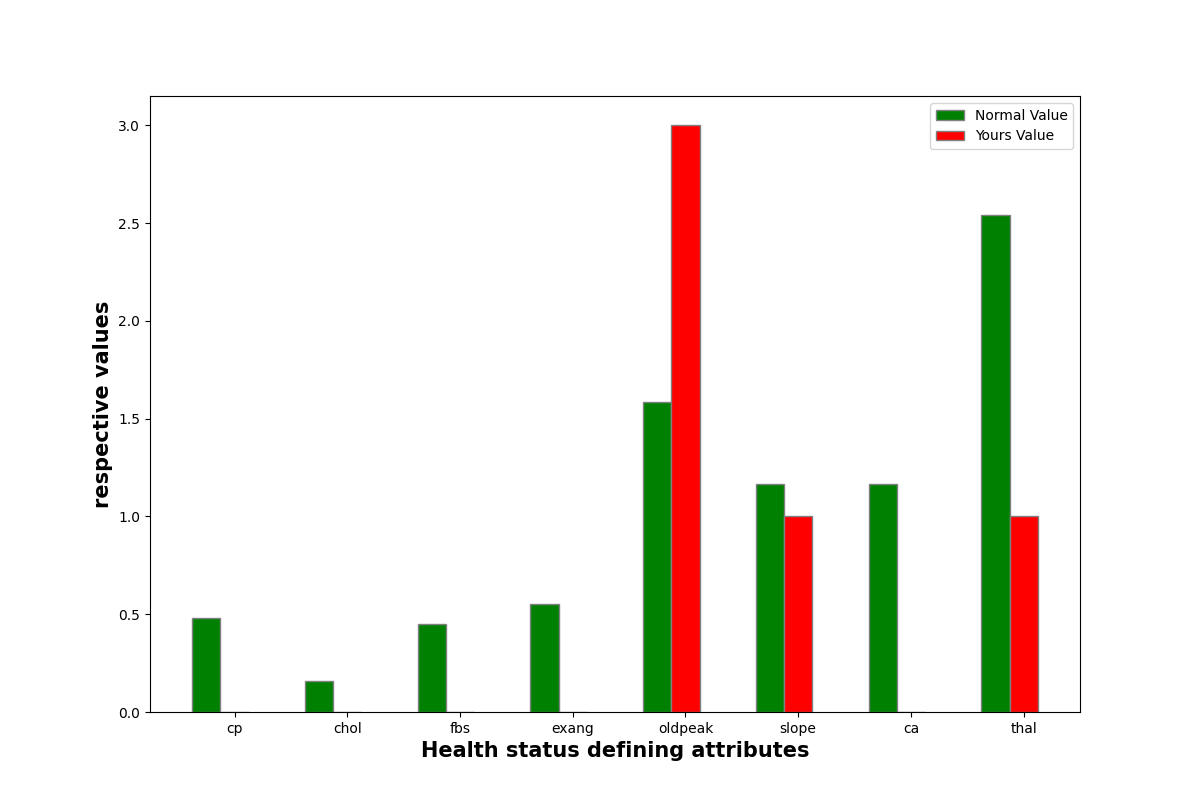 Normal Value
Yours Value
3.0
2.5
2.0
1.5
1.0
0.5
0.0
respective values
cp chol fbs exang oldpeak slope ca thal
Health status defining attributes